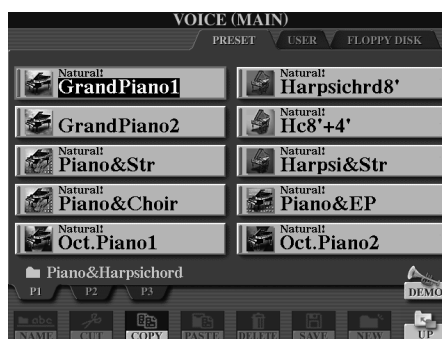 VOICE (MAIN)
PRESET USER FLOPPY DISK
Natural!
GrandPiano1
Natural!
Harpsichrd8'
GrandPiano2
Natural!
Hc8'+4'
Natural!
Piano&Str
Natural!
Harpsi&Str
Natural!
Piano&Choir
Natural!
Piano&EP
Natural!
Oct.Piano1
Natural!
Oct.Piano2
Piano&Harpsichord
P1 P2 P3
DEMO
abc
NAME CUT COPY PASTE DELETE SAVE NEW UP